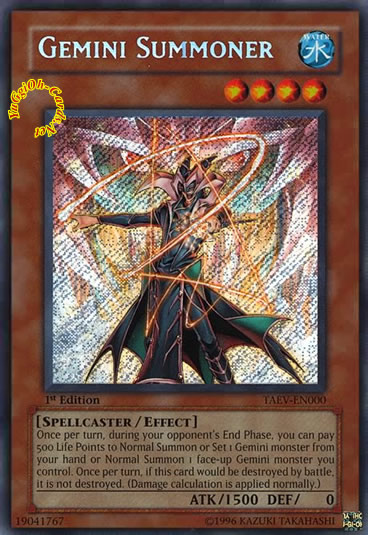 Gemini Summoner
WATER
水
YuGgiOh-Cards.Net
1st Edition
TAEV-EN000
[Spellcaster / Effect]
Once per turn, during your opponent's End Phase, you can pay
500 Life Points to Normal Summon or Set 1 Gemini monster from
your hand or Normal Summon 1 face-up Gemini monster you
control. Once per turn, if this card would be destroyed by battle,
it is not destroyed. (Damage calculation is applied normally.)
ATK/1500 DEF/ 0
19041767
©1996 KAZUKI TAKAHASHI